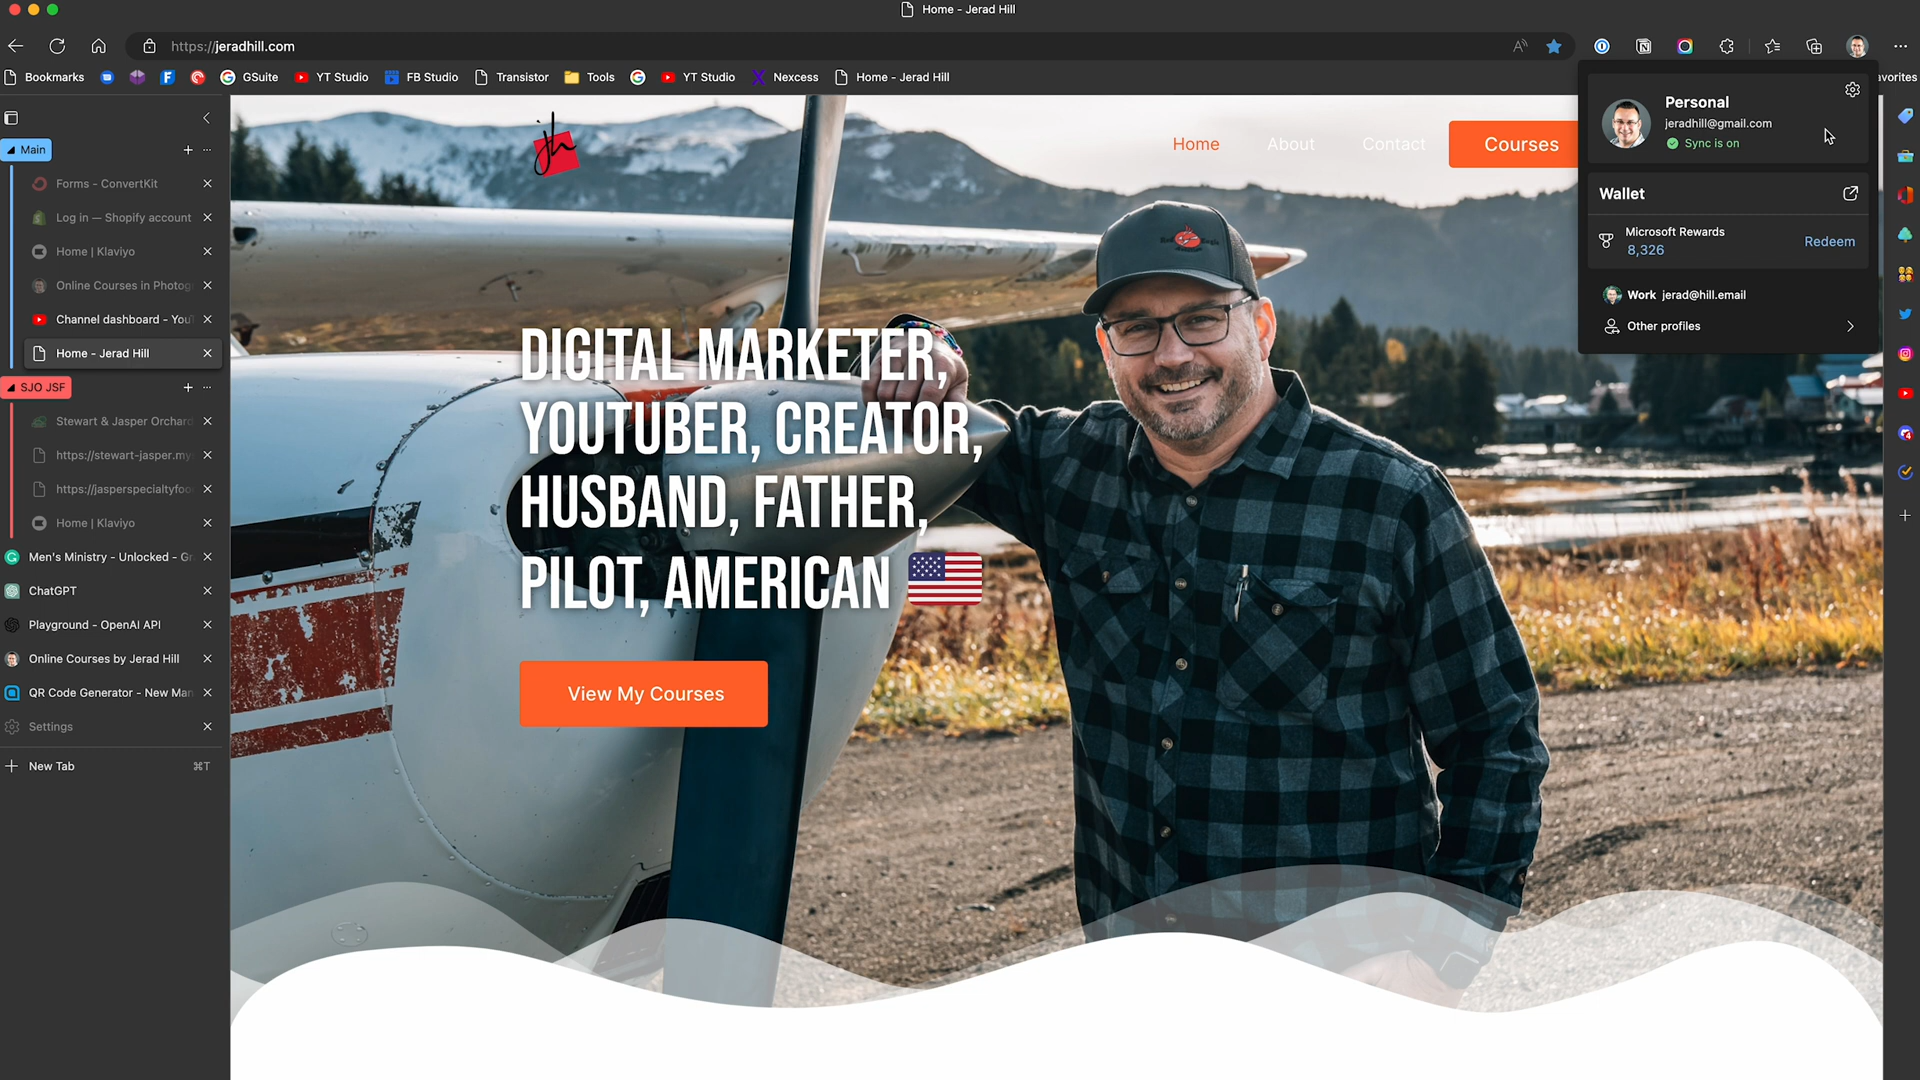 Home - Jerad Hill
https://jeradhill.com
Bookmarks
GSuite
YT Studio
FB Studio
Transistor
Tools
YT Studio
Nexcess
Home - Jerad Hill
avorites
Main
Forms - ConvertKit
Log in — Shopify account
Home | Klaviyo
Online Courses in Photog
Channel dashboard - You
Home - Jerad Hill
SJO JSF
Stewart & Jasper Orchard
https://stewart-jasper.my
https://jasperspecialtyfoo
Home | Klaviyo
Men's Ministry - Unlocked - Gr
ChatGPT
Playground - OpenAI API
Online Courses by Jerad Hill
QR Code Generator - New Man
Settings
New Tab ⌘T
jh
Home About Contact Courses
DIGITAL MARKETER,
YOUTUBER, CREATOR,
HUSBAND, FATHER,
PILOT, AMERICAN
View My Courses
Personal
jeradhill@gmail.com
Sync is on
Wallet
Microsoft Rewards
8,326
Redeem
Work jerad@hill.email
Other profiles